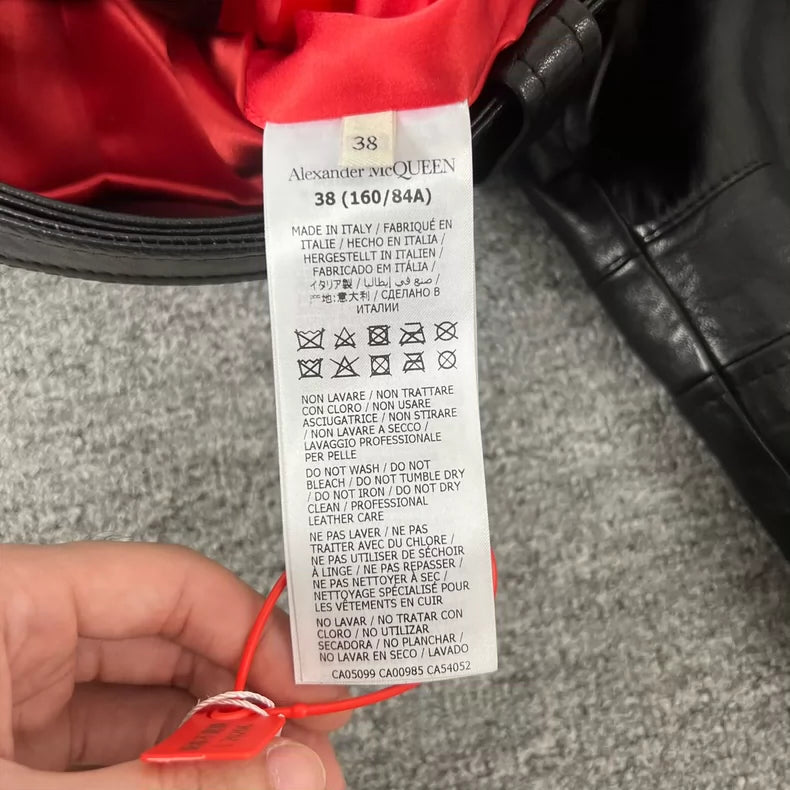 38
Alexander McQUEEN
38 (160/84A)
MADE IN ITALY / FABRIQUÉ EN
ITALIE / HECHO EN ITALIA /
HERGESTELLT IN ITALIEN /
FABRICADO EM ITÁLIA /
イタリア製 / صنع في إيطاليا /
地:意大利 / СДЕЛАНО В
ИТАЛИИ
NON LAVARE / NON TRATTARE
CON CLORO / NON USARE
ASCIUGATRICE / NON STIRARE
/ NON LAVARE A SECCO /
LAVAGGIO PROFESSIONALE
PER PELLE
DO NOT WASH / DO NOT
BLEACH / DO NOT TUMBLE DRY
/ DO NOT IRON / DO NOT DRY
CLEAN / PROFESSIONAL
LEATHER CARE
NE PAS LAVER / NE PAS
TRAITER AVEC DU CHLORE /
NE PAS UTILISER DE SÉCHOIR
À LINGE / NE PAS REPASSER /
NE PAS NETTOYER À SEC /
NETTOYAGE SPÉCIALISÉ POUR
LES VÊTEMENTS EN CUIR
NO LAVAR / NO TRATAR CON
CLORO / NO UTILIZAR
SECADORA / NO PLANCHAR /
NO LAVAR EN SECO / LAVADO
CA05099 CA00985 CA54052